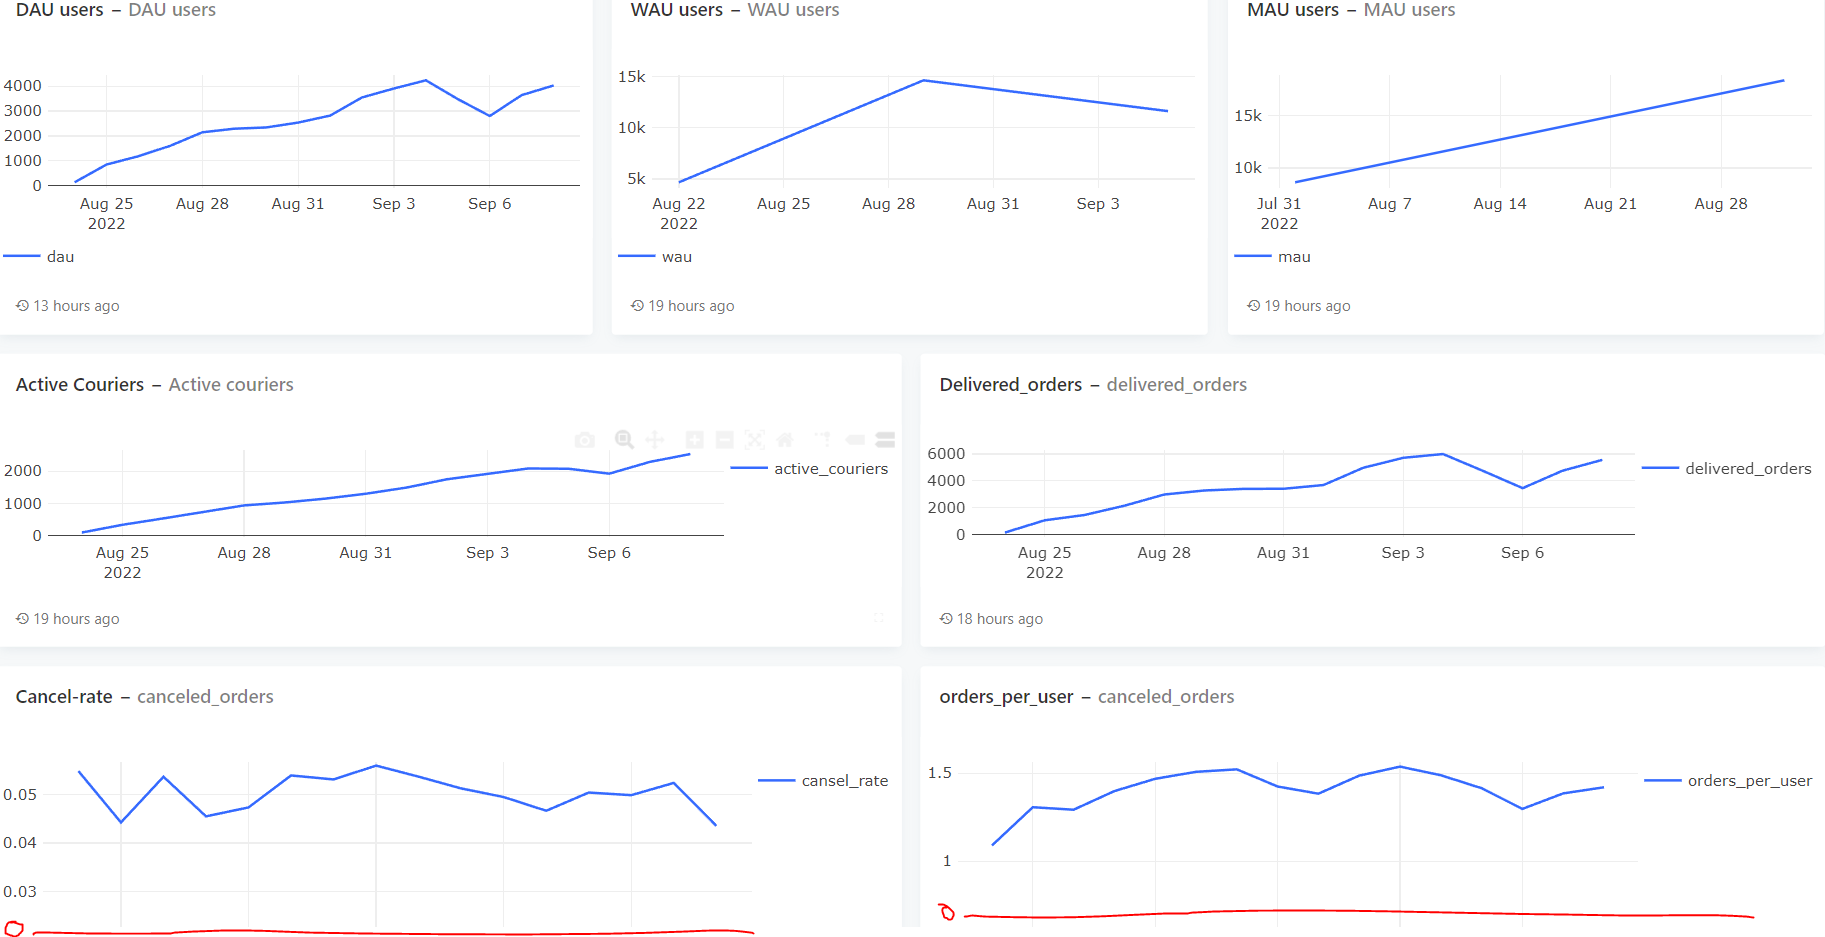 DAU users – DAU users
4000
3000
2000
1000
0
Aug 25
2022
Aug 28
Aug 31
Sep 3
Sep 6
dau
13 hours ago
WAU users – WAU users
15k
10k
5k
Aug 22
2022
Aug 25
Aug 28
Aug 31
Sep 3
wau
19 hours ago
MAU users – MAU users
15k
10k
Jul 31
2022
Aug 7
Aug 14
Aug 21
Aug 28
mau
19 hours ago
Active Couriers – Active couriers
2000
1000
0
Aug 25
2022
Aug 28
Aug 31
Sep 3
Sep 6
active_couriers
19 hours ago
Delivered_orders – delivered_orders
6000
4000
2000
0
Aug 25
2022
Aug 28
Aug 31
Sep 3
Sep 6
delivered_orders
18 hours ago
Cancel-rate – canceled_orders
0.05
0.04
0.03
0
cansel_rate
orders_per_user – canceled_orders
1.5
1
0
orders_per_user